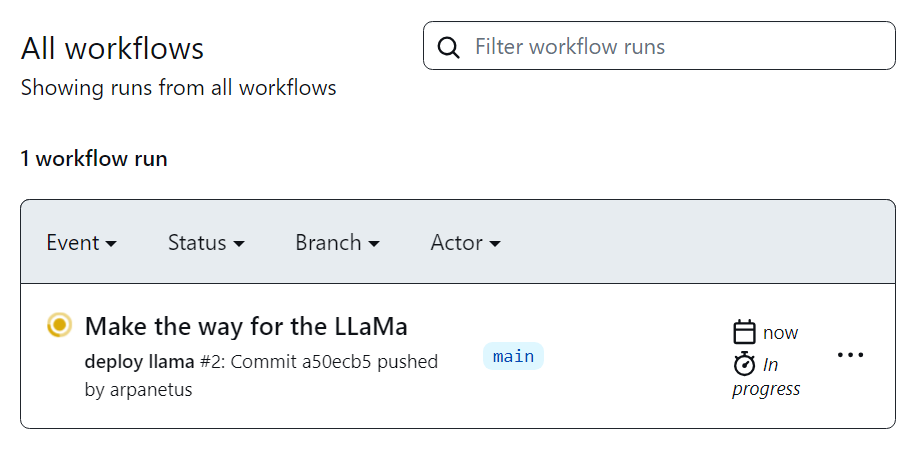 All workflows
Filter workflow runs
Showing runs from all workflows
1 workflow run
Event Status Branch Actor
Make the way for the LLaMa
deploy llama #2: Commit a50ecb5 pushed
by arpanetus
main
now
In
progress